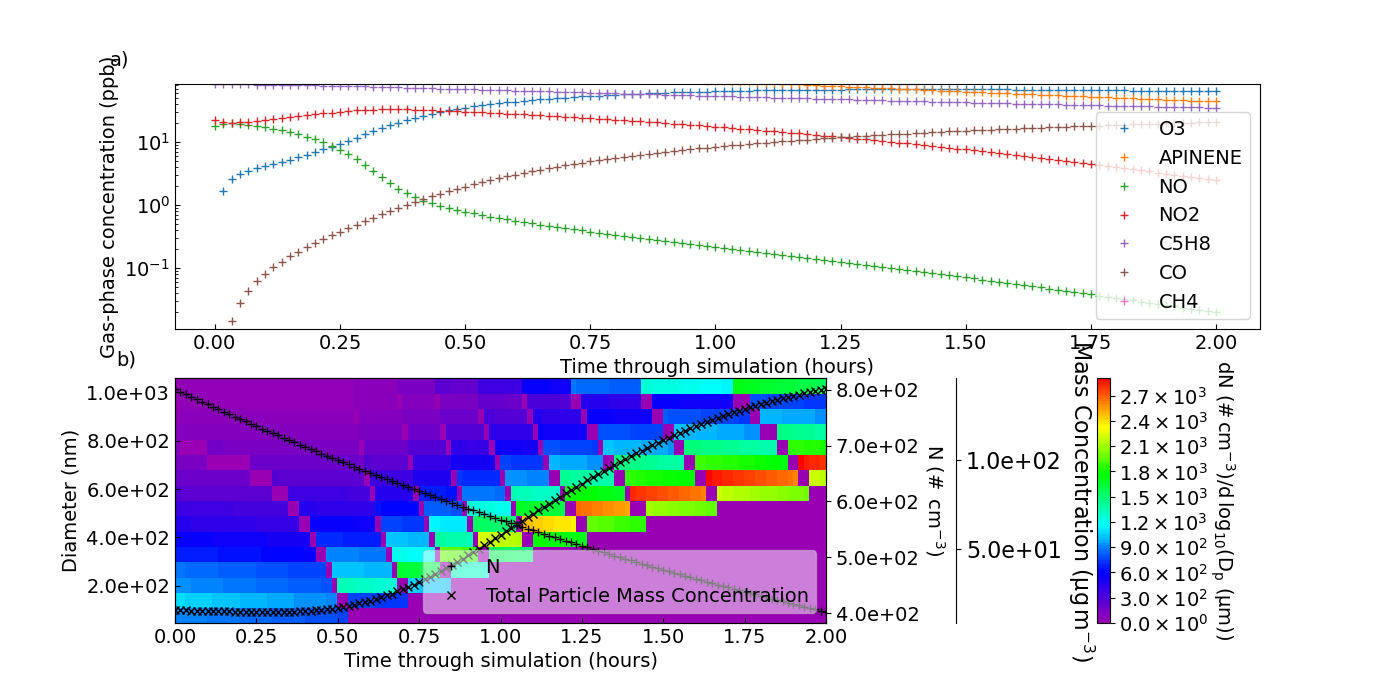 a)
Gas-phase concentration (ppb)
10¹
10⁰
10⁻¹
0.00 0.25 0.50 0.75 1.00 1.25 1.50 1.75 2.00
Time through simulation (hours)
O3
APINENE
NO
NO2
C5H8
CO
CH4
b)
Diameter (nm)
1.0e+03
8.0e+02
6.0e+02
4.0e+02
2.0e+02
0.00 0.25 0.50 0.75 1.00 1.25 1.50 1.75 2.00
Time through simulation (hours)
N
Total Particle Mass Concentration
8.0e+02
7.0e+02
6.0e+02
5.0e+02
4.0e+02
N (# cm⁻³)
1.0e+02
5.0e+01
Mass Concentration (µg m⁻³)
2.7 × 10³
2.4 × 10³
2.1 × 10³
1.8 × 10³
1.5 × 10³
1.2 × 10³
9.0 × 10²
6.0 × 10²
3.0 × 10²
0.0 × 10⁰
dN (# cm⁻³)/d log₁₀(Dₚ (µm))